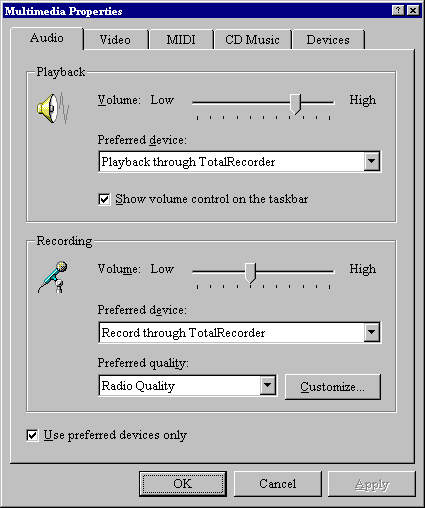 Multimedia Properties
Audio Video MIDI CD Music Devices
Playback
Volume: Low High
Preferred device:
Playback through TotalRecorder
Show volume control on the taskbar
Recording
Volume: Low High
Preferred device:
Record through TotalRecorder
Preferred quality:
Radio Quality Customize...
Use preferred devices only
OK Cancel Apply